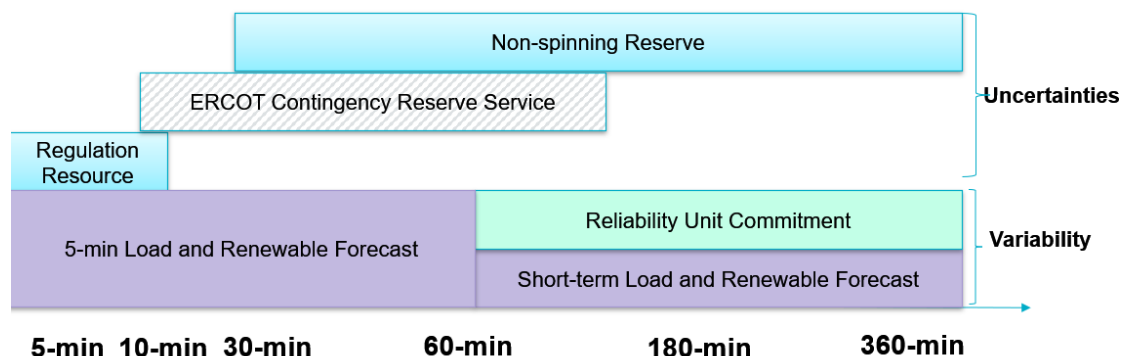 Non-spinning Reserve
ERCOT Contingency Reserve Service
Uncertainties
Regulation
Resource
Reliability Unit Commitment
5-min Load and Renewable Forecast
Variability
Short-term Load and Renewable Forecast
5-min 10-min 30-min 60-min 180-min 360-min